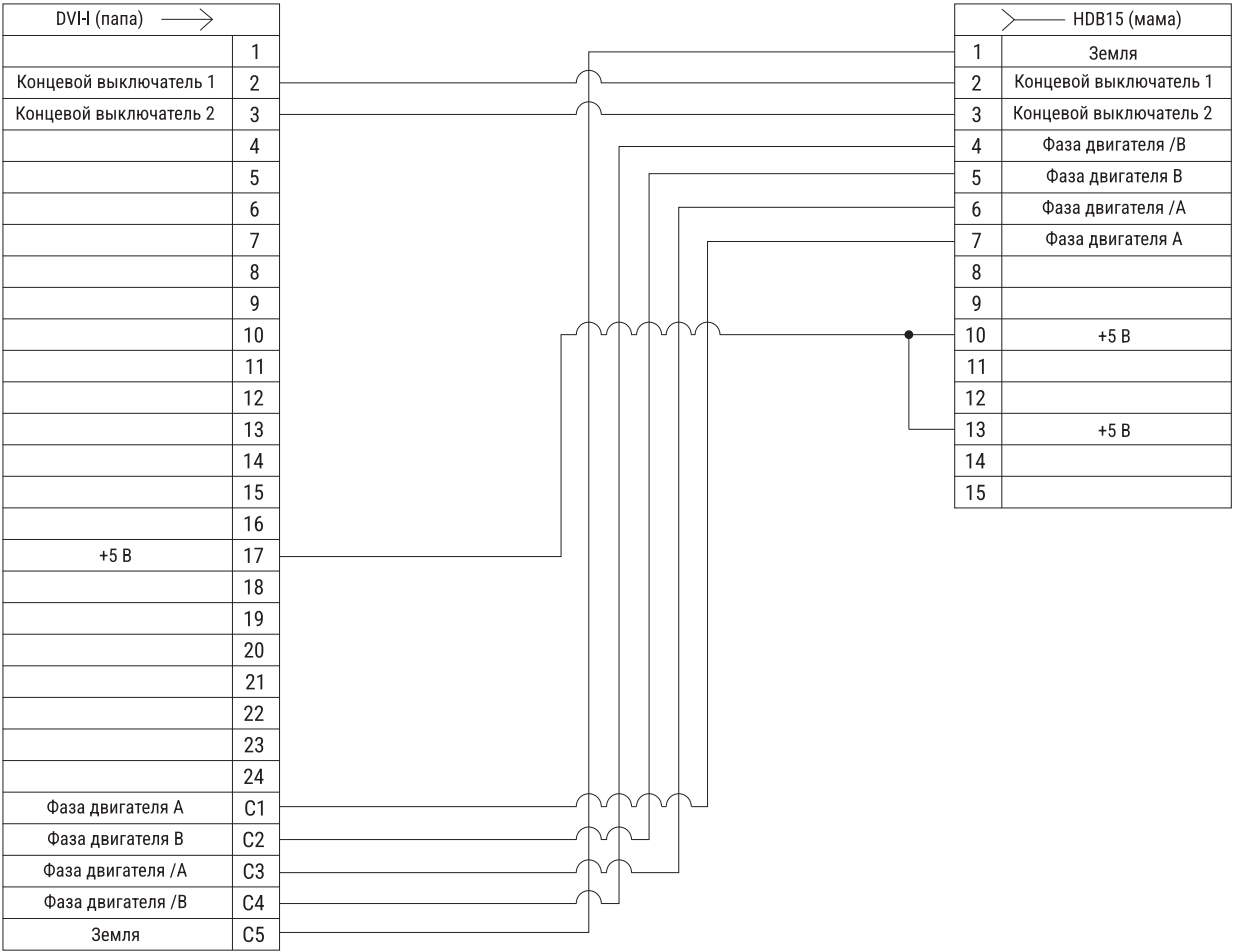 DVI-I (папа)
1
Концевой выключатель 1 2
Концевой выключатель 2 3
4
5
6
7
8
9
10
11
12
13
14
15
16
+5 В 17
18
19
20
21
22
23
24
Фаза двигателя A C1
Фаза двигателя B C2
Фаза двигателя /A C3
Фаза двигателя /B C4
Земля C5
HDB15 (мама)
1 Земля
2 Концевой выключатель 1
3 Концевой выключатель 2
4 Фаза двигателя /B
5 Фаза двигателя B
6 Фаза двигателя /A
7 Фаза двигателя A
8
9
10 +5 В
11
12
13 +5 В
14
15